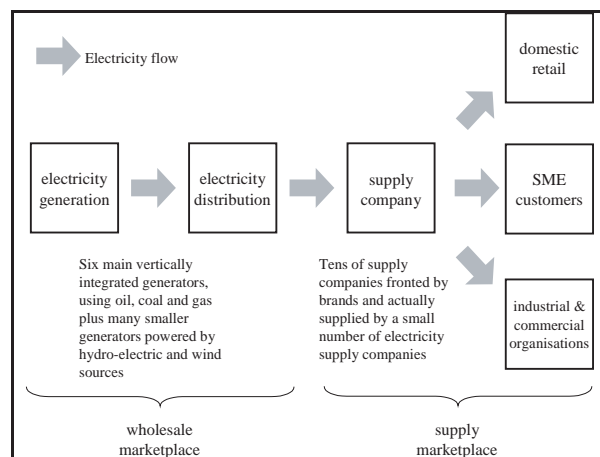 Electricity flow
domestic
retail
electricity
generation
electricity
distribution
supply
company
SME
customers
Six main vertically
integrated generators,
using oil, coal and gas
plus many smaller
generators powered by
hydro-electric and wind
sources
Tens of supply
companies fronted by
brands and actually
supplied by a small
number of electricity
supply companies
industrial &
commercial
organisations
wholesale
marketplace
supply
marketplace